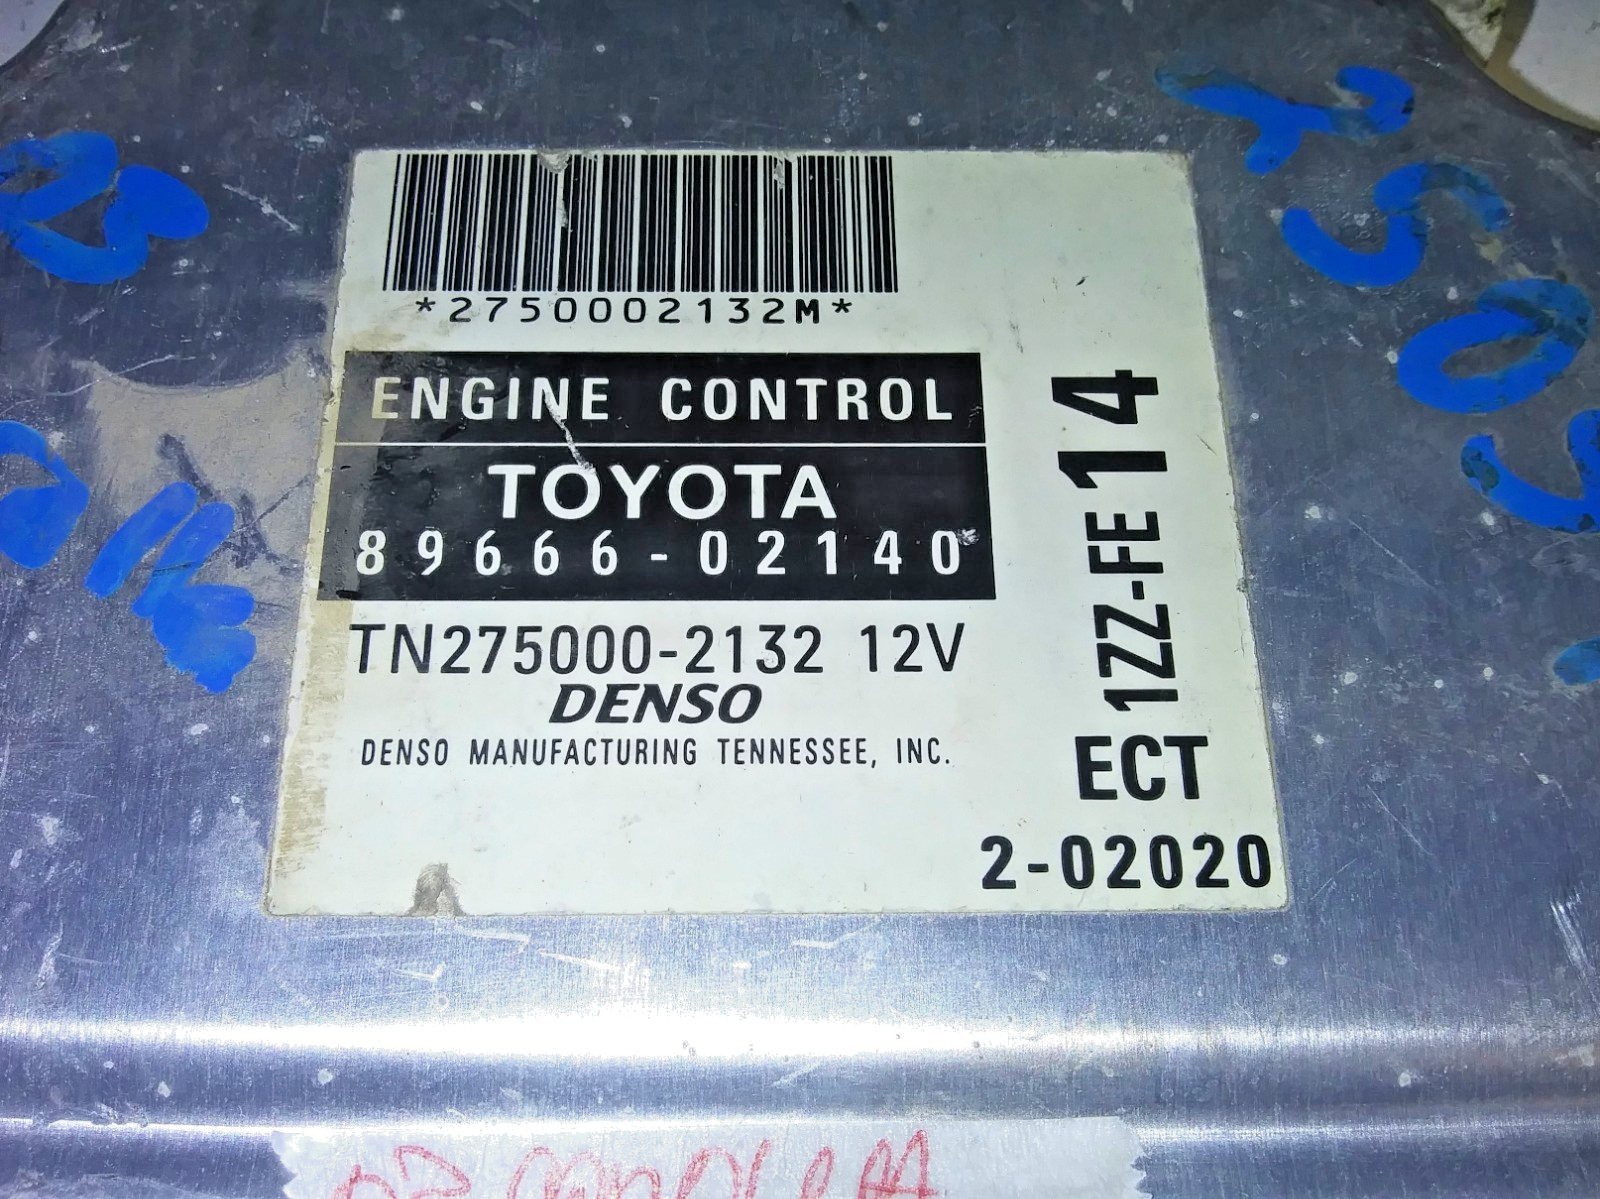 *2750002132M*
ENGINE CONTROL
TOYOTA
89666-02140
TN275000-2132 12V
DENSO
DENSO MANUFACTURING TENNESSEE, INC.
1ZZ-FE 14
ECT
2-02020
03